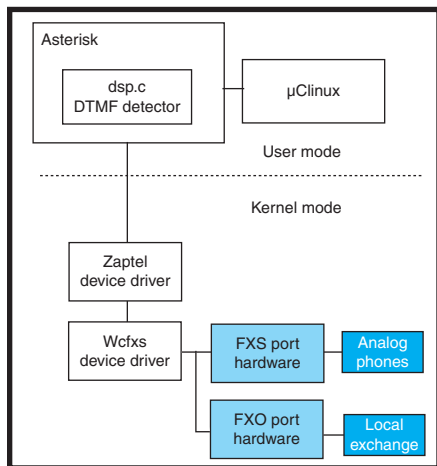 Asterisk
dsp.c
DTMF detector
µClinux
User mode
Kernel mode
Zaptel
device driver
Wcfxs
device driver
FXS port
hardware
Analog
phones
FXO port
hardware
Local
exchange